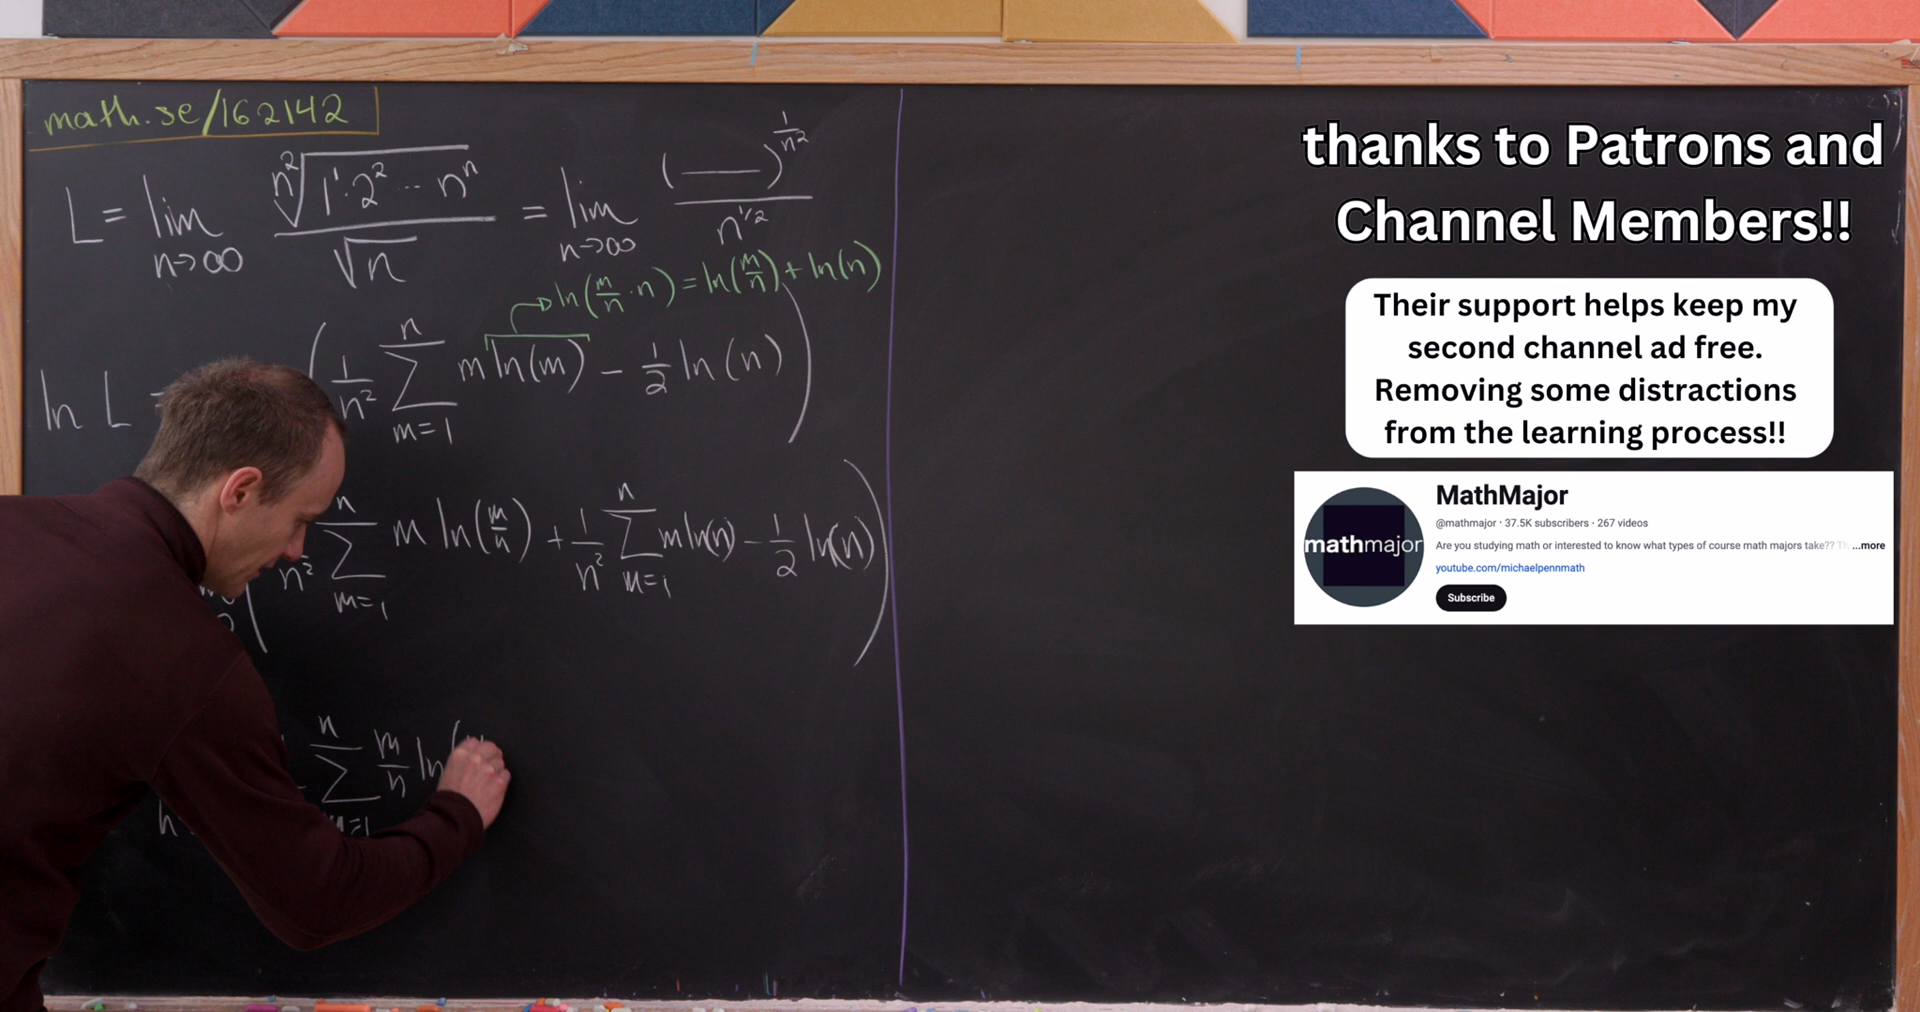 math.se/162142
L = lim n→∞ ⁿ²√(1¹·2²···nⁿ) / √n = lim n→∞ (——)^(1/n²) / n^(1/2)
→ ln(m/n · n) = ln(m/n) + ln(n)
ln L = (1/n² Σ_{m=1}^{n} m ln(m) − 1/2 ln(n))
n² Σ_{m=1}^{n} m ln(m/n) + 1/n² Σ_{m=1}^{n} m ln(n) − 1/2 ln(n))
Σ_{m=1}^{n} m/n ln(
thanks to Patrons and
Channel Members!!
Their support helps keep my
second channel ad free.
Removing some distractions
from the learning process!!
mathmajor
MathMajor
@mathmajor · 37.5K subscribers · 267 videos
Are you studying math or interested to know what types of course math majors take?? ...more
youtube.com/michaelpennmath
Subscribe